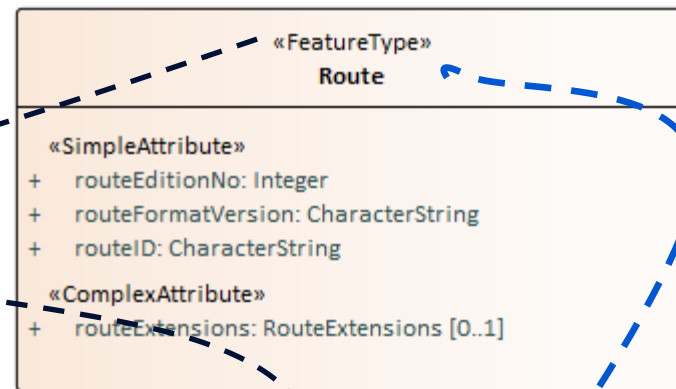 «FeatureType»
Route
«SimpleAttribute»
+ routeEditionNo: Integer
+ routeFormatVersion: CharacterString
+ routeID: CharacterString
«ComplexAttribute»
+ routeExtensions: RouteExtensions [0..1]